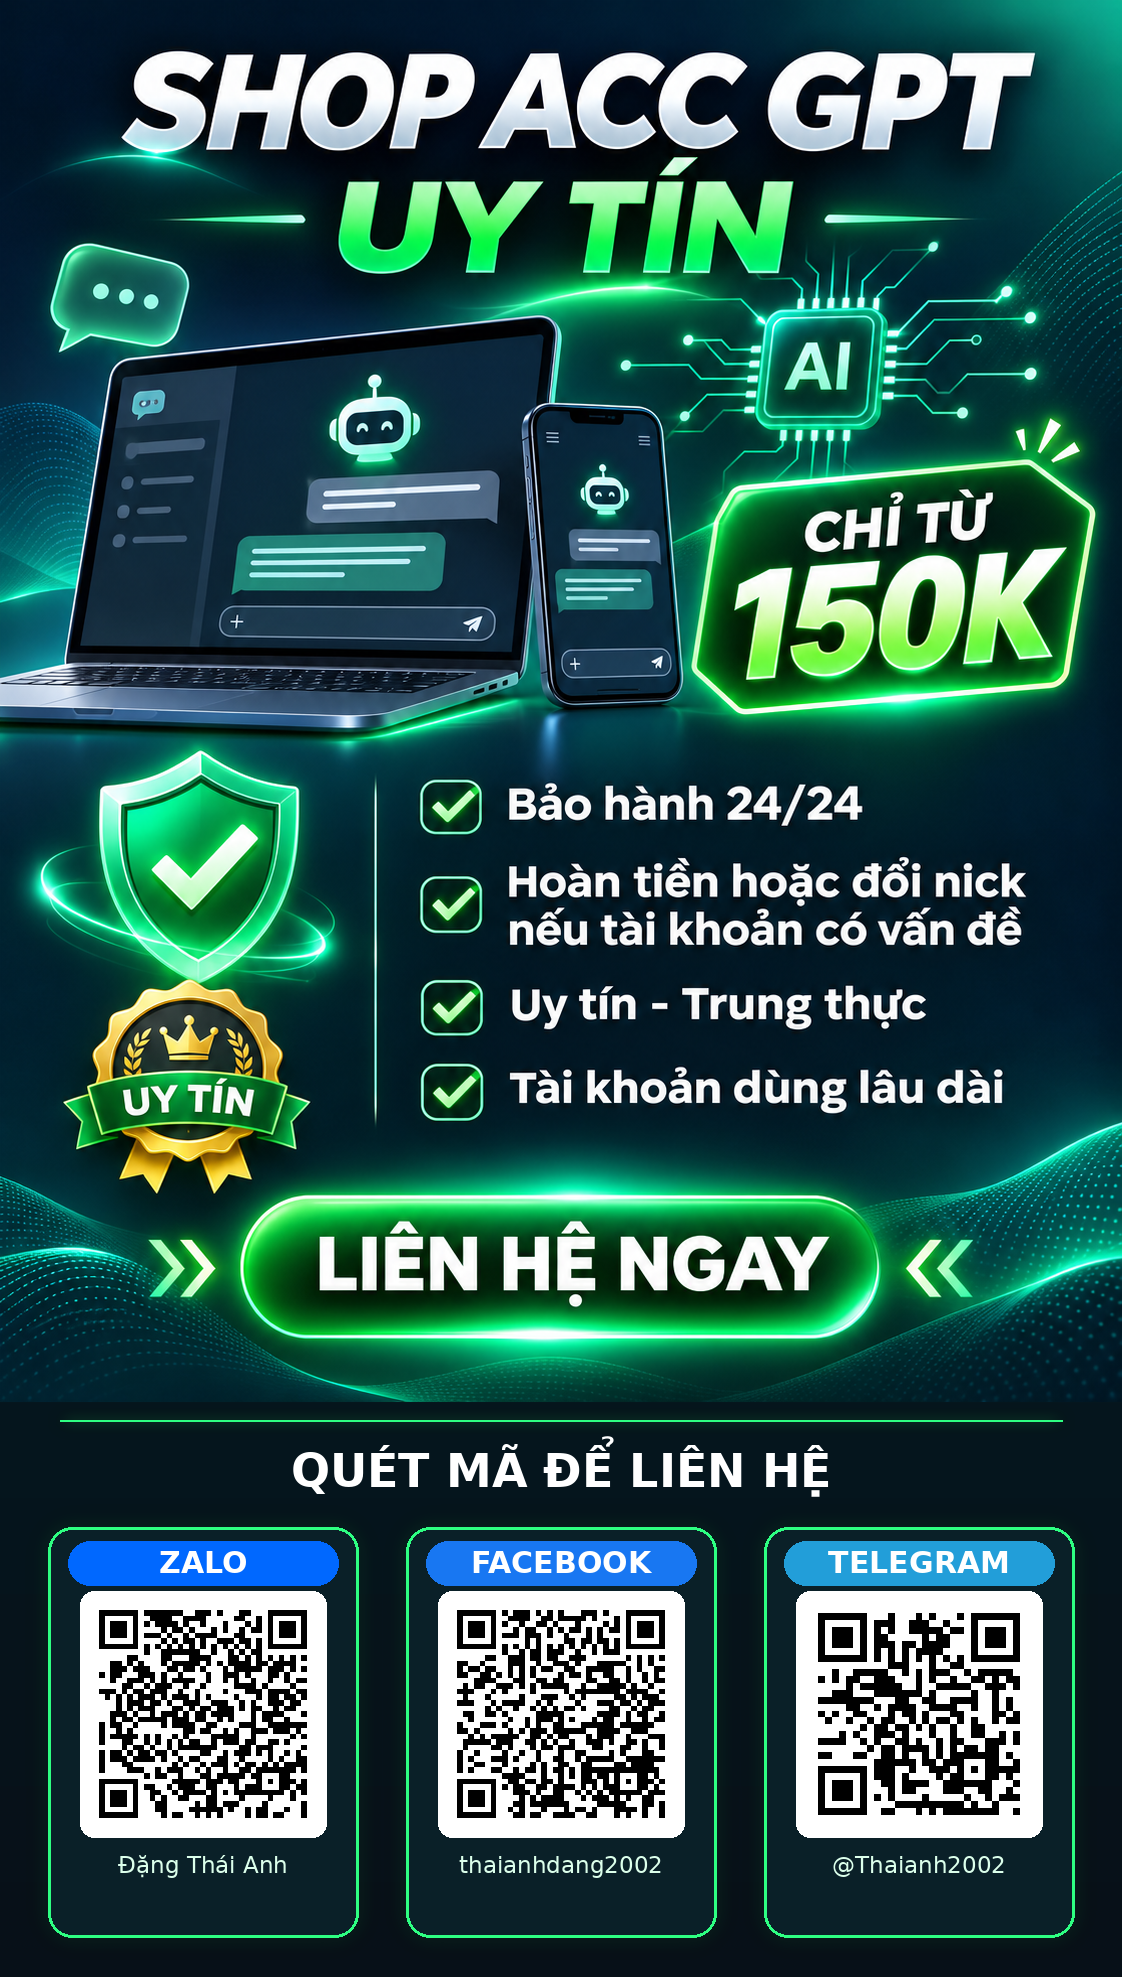 SHOP ACC GPT
UY TÍN
AI
CHỈ TỪ
150K
Bảo hành 24/24
Hoàn tiền hoặc đổi nick
nếu tài khoản có vấn đề
Uy tín - Trung thực
Tài khoản dùng lâu dài
UY TÍN
LIÊN HỆ NGAY
QUÉT MÃ ĐỂ LIÊN HỆ
ZALO
FACEBOOK
TELEGRAM
Đặng Thái Anh
thaianhdang2002
@Thaianh2002